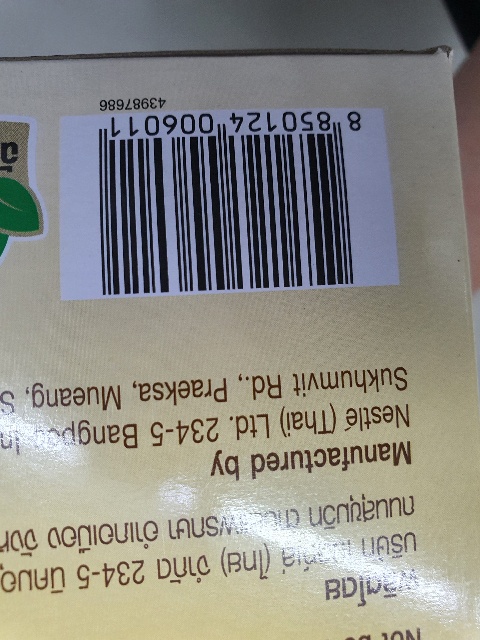 Not
ผลิตโดย
บริษัท เนสท์เล่ (ไทย) จำกัด 234-5 นิคมอุ
ถนนสุขุมวิท ตำบลแพรกษา อำเภอเมือง จังห
Manufactured by
Nestlé (Thai) Ltd. 234-5 Bangpoo In
Sukhumvit Rd., Praeksa, Mueang, S
8 850124 006011
43987686